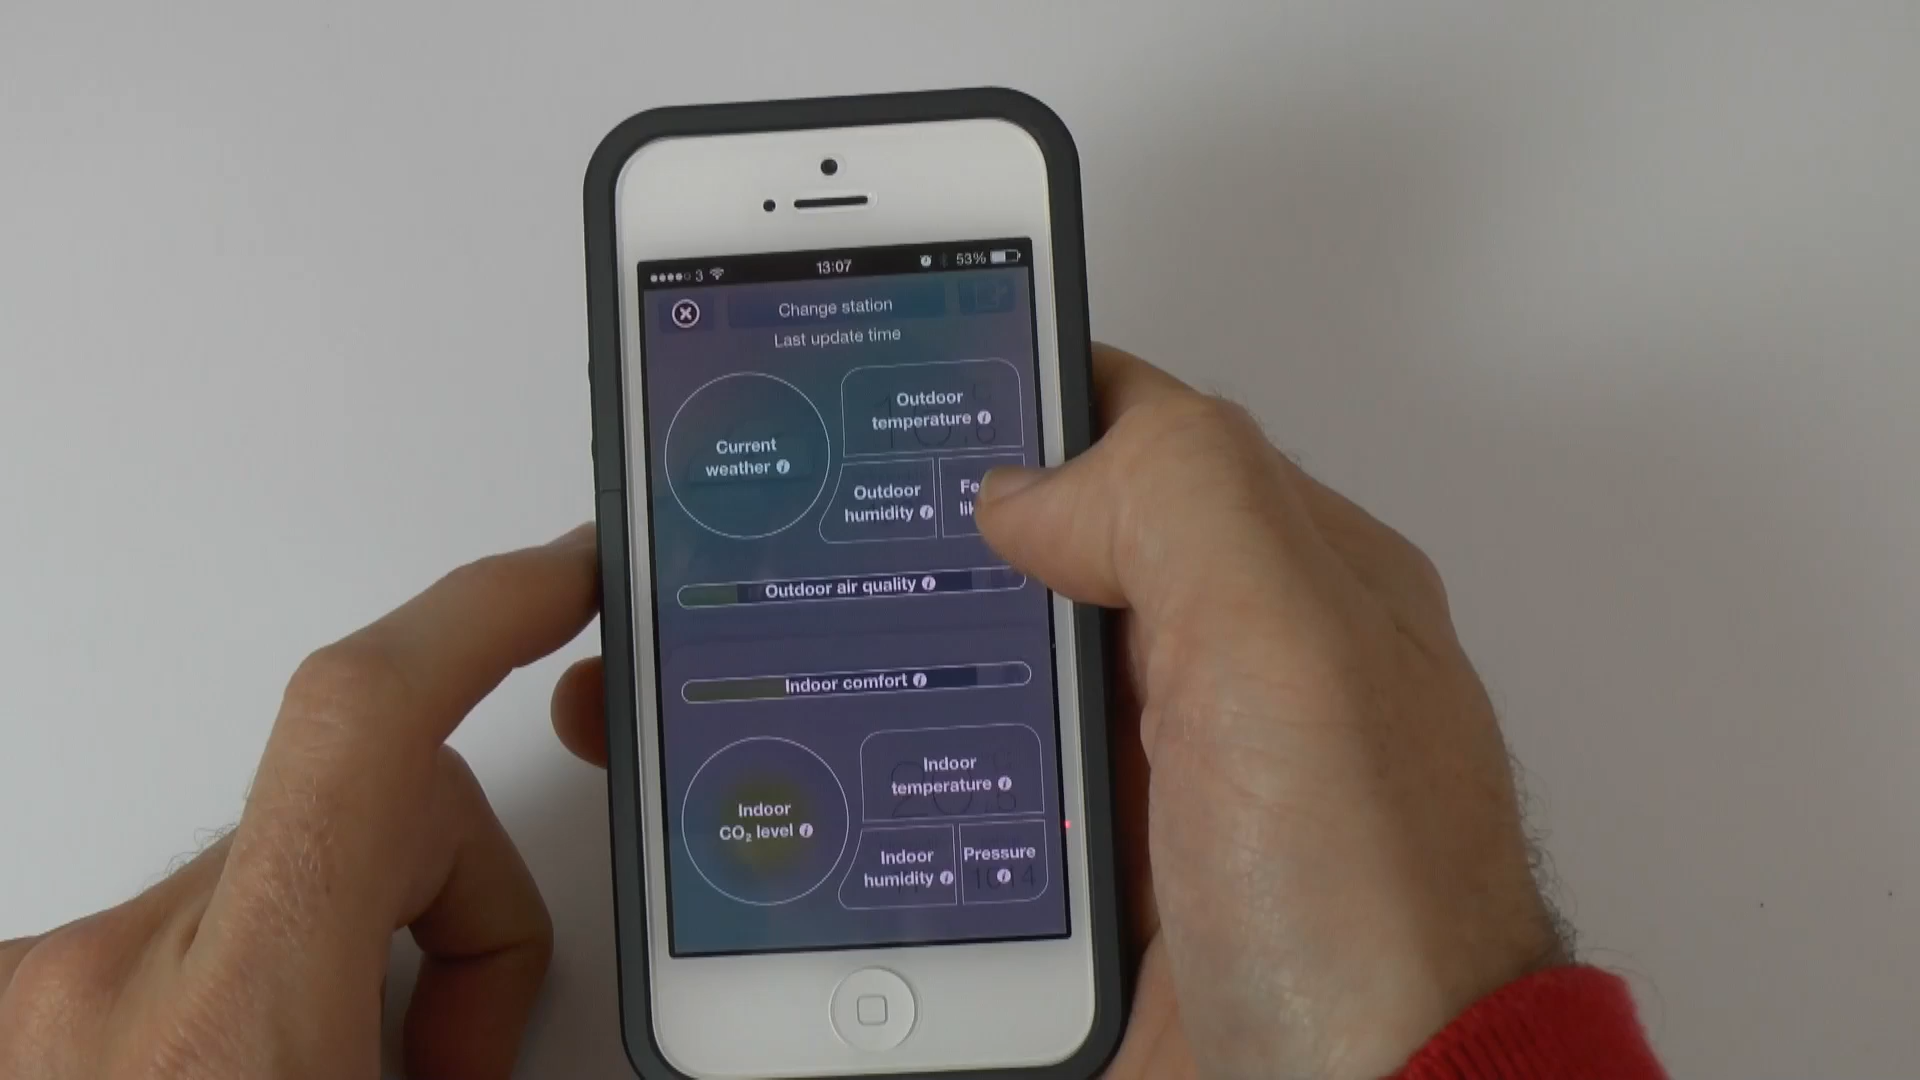 3 13:07 53%
Change station
Last update time
Current
weather
Outdoor
temperature
Outdoor
humidity
Outdoor air quality
Indoor comfort
Indoor
CO₂ level
Indoor
temperature
Indoor
humidity
Pressure
1014